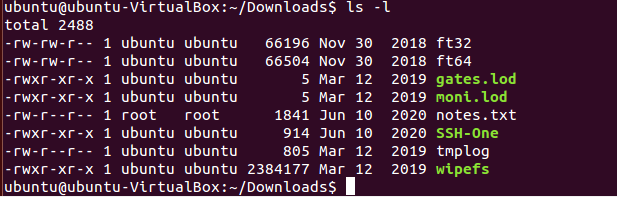 ubuntu@ubuntu-VirtualBox:~/Downloads$ ls -l
total 2488
-rw-rw-r-- 1 ubuntu ubuntu   66196 Nov 30  2018 ft32
-rw-rw-r-- 1 ubuntu ubuntu   66504 Nov 30  2018 ft64
-rwxr-xr-x 1 ubuntu ubuntu       5 Mar 12  2019 gates.lod
-rwxr-xr-x 1 ubuntu ubuntu       5 Mar 12  2019 moni.lod
-rw-r--r-- 1 root   root      1841 Jun 10  2020 notes.txt
-rwxr-xr-x 1 ubuntu ubuntu     914 Jun 10  2020 SSH-One
-rw-r--r-- 1 ubuntu ubuntu     805 Mar 12  2019 tmplog
-rwxr-xr-x 1 ubuntu ubuntu 2384177 Mar 12  2019 wipefs
ubuntu@ubuntu-VirtualBox:~/Downloads$